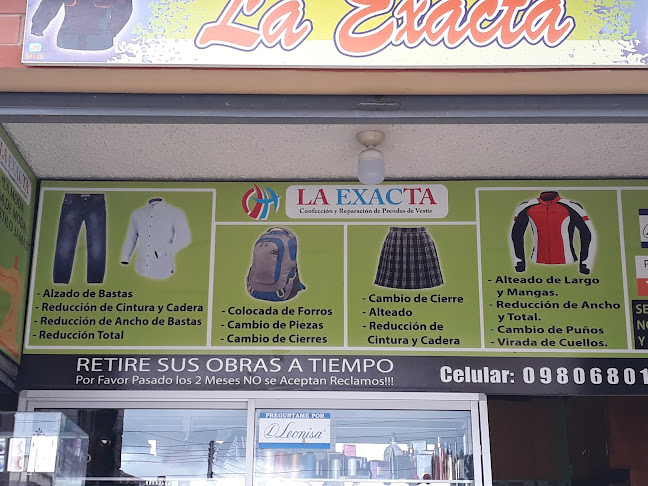 La Exacta
LA EXACTA
Confección y Reparación de Prendas de Vestir
- Alzado de Bastas
- Reducción de Cintura y Cadera
- Reducción de Ancho de Bastas
- Reducción Total
- Colocada de Forros
- Cambio de Piezas
- Cambio de Cierres
- Cambio de Cierre
- Alteado
- Reducción de
Cintura y Cadera
- Alteado de Largo
y Mangas.
- Reducción de Ancho
y Total.
- Cambio de Puños
- Virada de Cuellos.
RETIRE SUS OBRAS A TIEMPO
Por Favor Pasado los 2 Meses NO se Aceptan Reclamos!!!
Celular: 09806801
PREGUNTAME POR
Leonisa
LA EXACTA